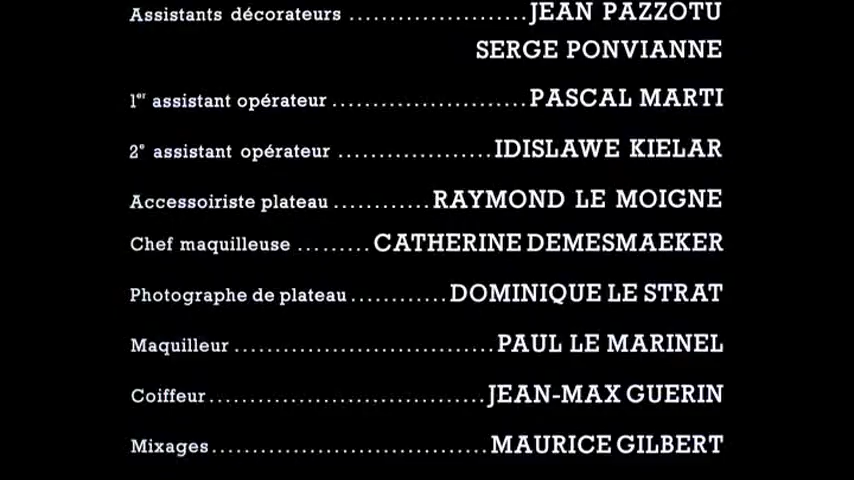 Assistants décorateurs ...................... JEAN PAZZOTU
SERGE PONVIANNE
1er assistant opérateur ........................ PASCAL MARTI
2e assistant opérateur ................... IDISLAWE KIELAR
Accessoiriste plateau ............ RAYMOND LE MOIGNE
Chef maquilleuse ......... CATHERINE DEMESMAEKER
Photographe de plateau ............ DOMINIQUE LE STRAT
Maquilleur ................................ PAUL LE MARINEL
Coiffeur .................................. JEAN-MAX GUERIN
Mixages .................................. MAURICE GILBERT